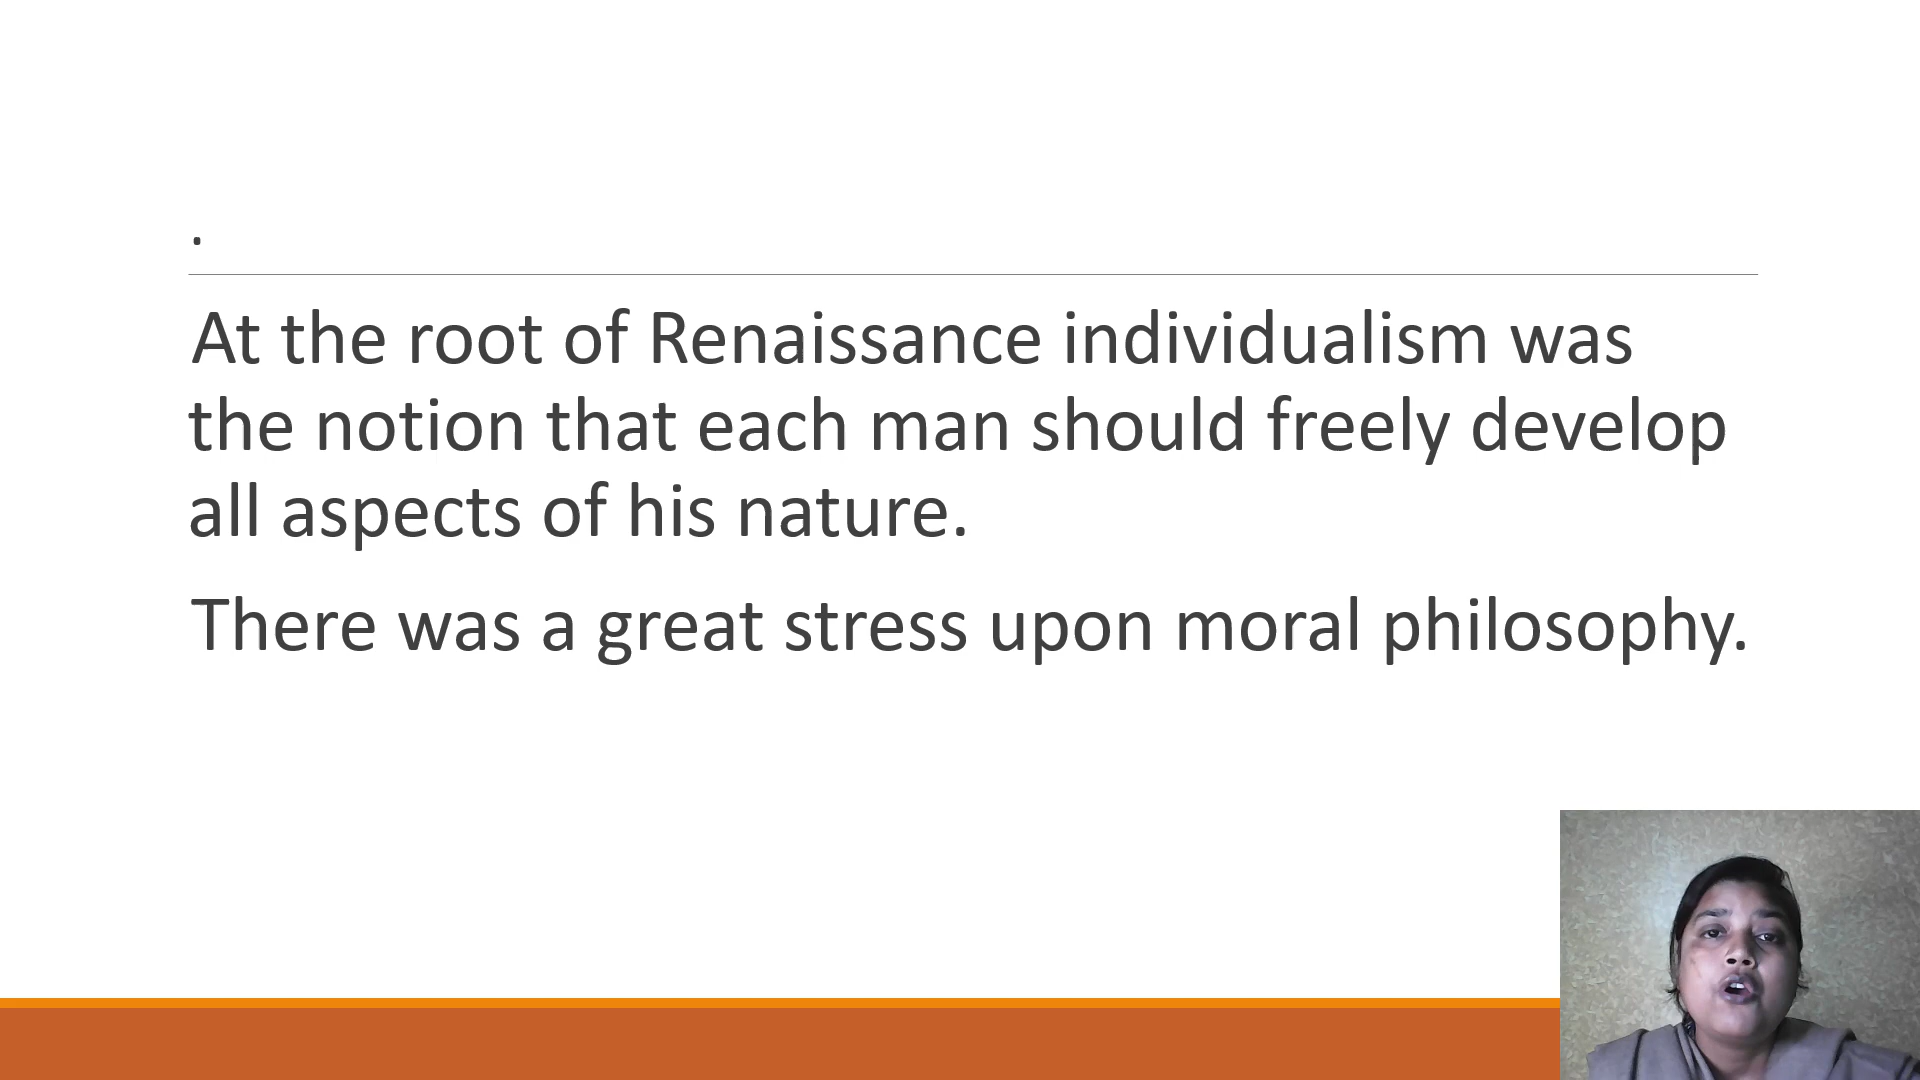 .
At the root of Renaissance individualism was
the notion that each man should freely develop
all aspects of his nature.
There was a great stress upon moral philosophy.